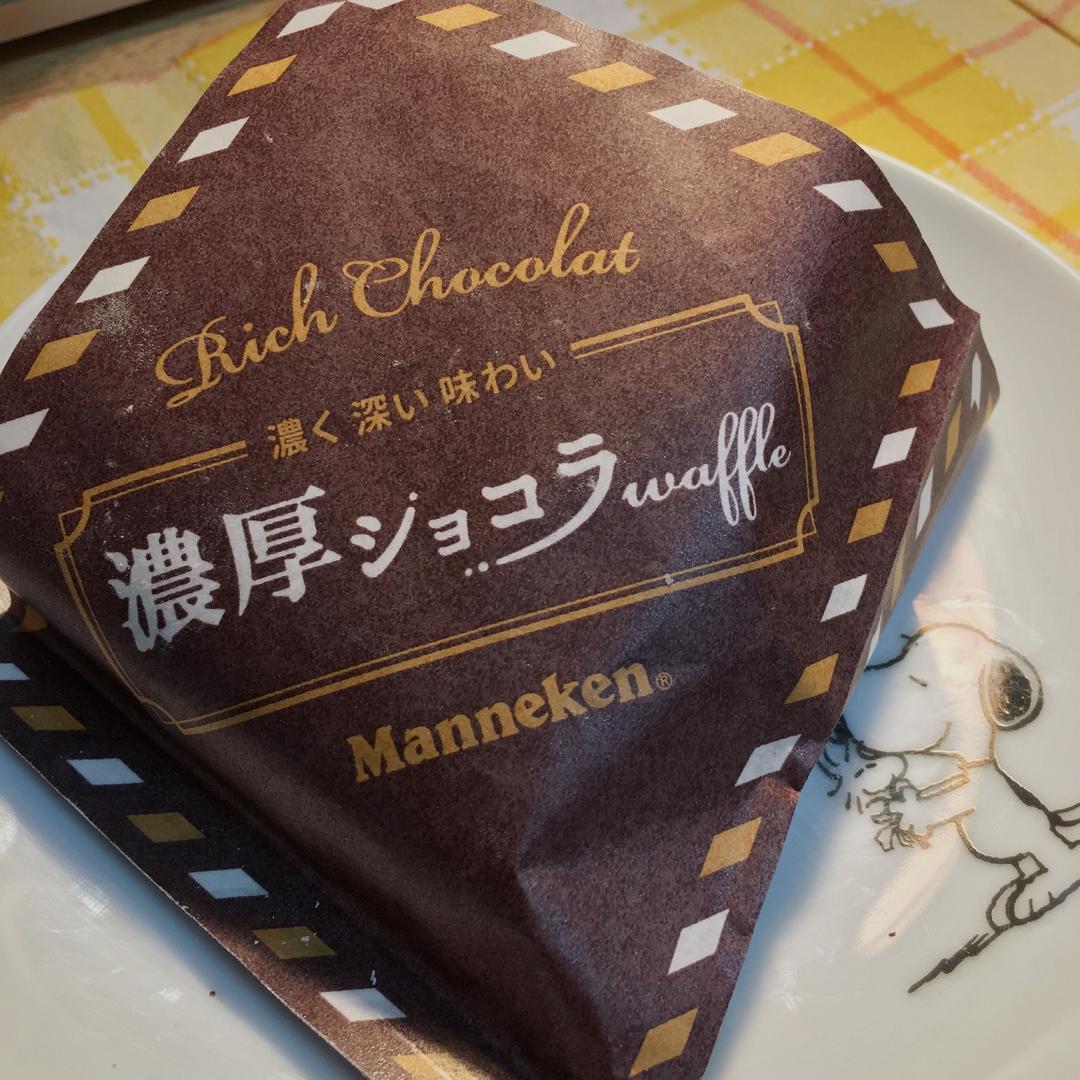 Rich Chocolat
濃く 深い 味わい
濃厚ショコラwaffle
Manneken®